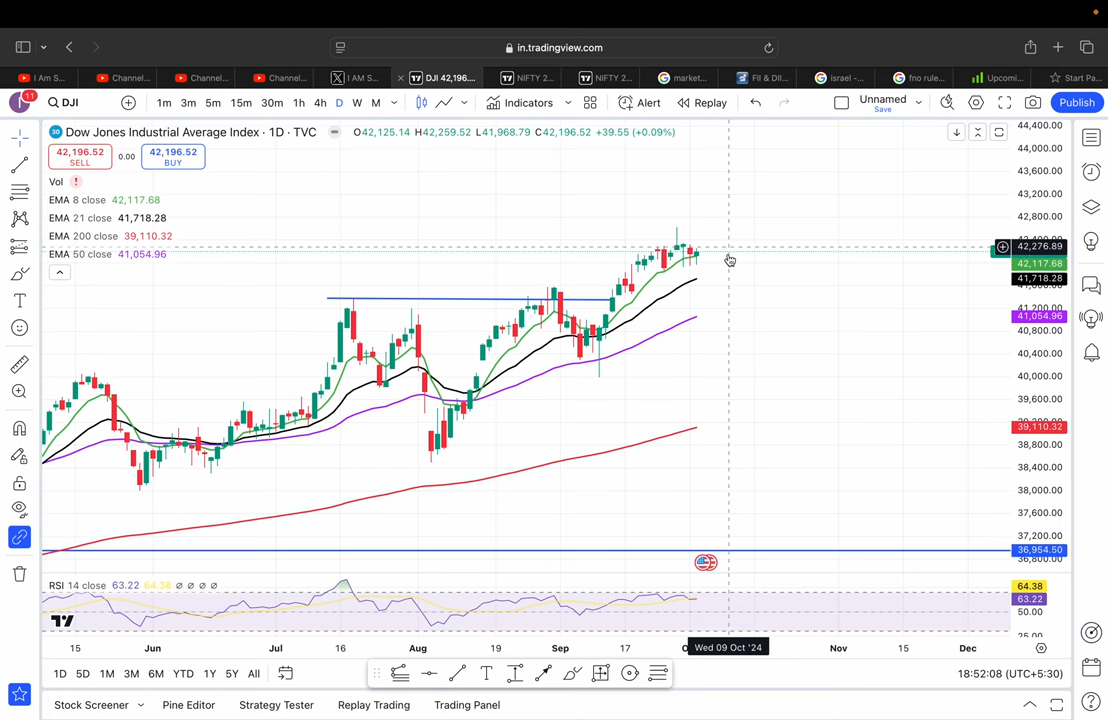 in.tradingview.com
I Am S...
Channel...
Channel...
Channel...
I AM S...
DJI 42,196...
NIFTY 2...
NIFTY 2...
market...
FII & DII...
israel -...
fno rule...
Upcomi...
Start Pa...
11
DJI
1m 3m 5m 15m 30m 1h 4h D W M
Indicators
Alert
Replay
Unnamed
Save
Publish
30 Dow Jones Industrial Average Index · 1D · TVC O42,125.14 H42,259.52 L41,968.79 C42,196.52 +39.55 (+0.09%)
42,196.52 0.00 42,196.52
SELL BUY
Vol !
EMA 8 close 42,117.68
EMA 21 close 41,718.28
EMA 200 close 39,110.32
EMA 50 close 41,054.96
44,400.00
44,000.00
43,600.00
43,200.00
42,800.00
42,276.89
42,117.68
41,718.28
41,200.00
41,054.96
40,800.00
40,400.00
40,000.00
39,600.00
39,110.32
38,800.00
38,400.00
38,000.00
37,600.00
37,200.00
36,954.50
RSI 14 close 63.22 64.38 ∅ ∅ ∅ ∅
64.38
63.22
50.00
25.00
15 Jun Jul 16 Aug 19 Sep 17 Wed 09 Oct '24 Nov 15 Dec
1D 5D 1M 3M 6M YTD 1Y 5Y All
18:52:08 (UTC+5:30)
Stock Screener Pine Editor Strategy Tester Replay Trading Trading Panel